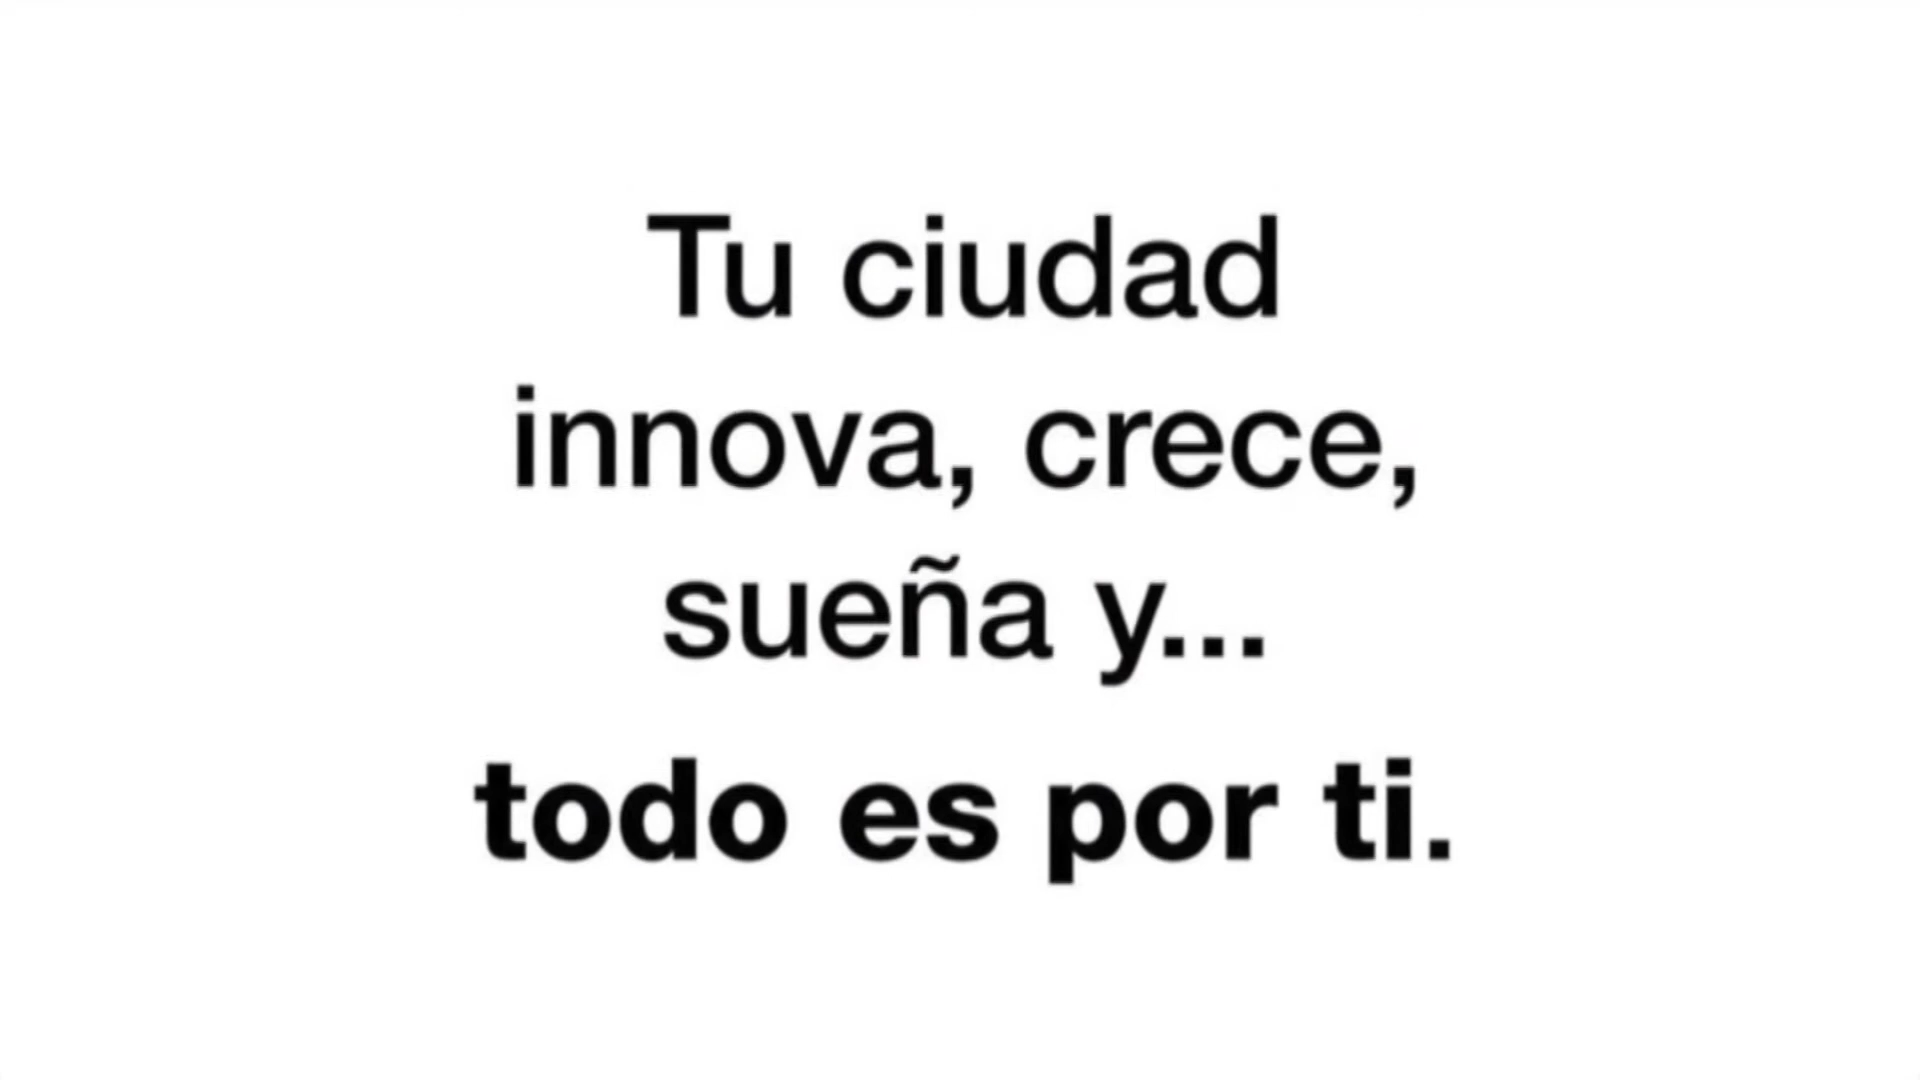 Tu ciudad
innova, crece,
sueña y...
todo es por ti.